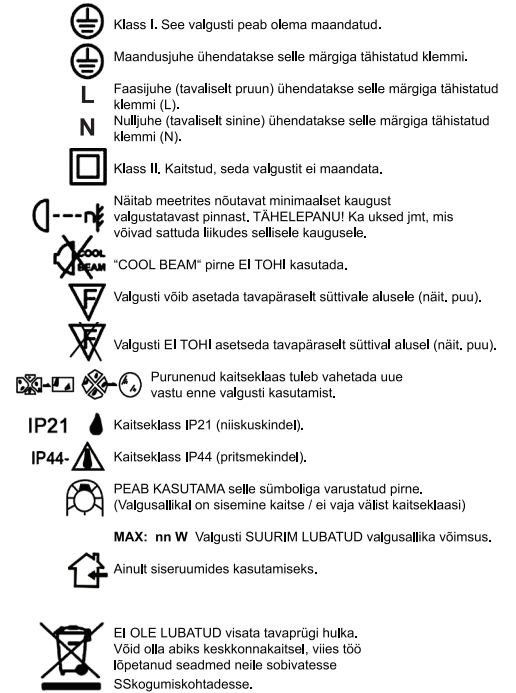 Klass I. See valgusti peab olema maandatud.
Maandusjuhe ühendatakse selle märgiga tähistatud klemmi.
L Faasijuhe (tavaliselt pruun) ühendatakse selle märgiga tähistatud
klemmi (L).
N Nulljuhe (tavaliselt sinine) ühendatakse selle märgiga tähistatud
klemmi (N).
Klass II. Kaitstud, seda valgustit ei maandata.
Näitab meetrites nõutavat minimaalset kaugust
valgustatavast pinnast. TÄHELEPANU! Ka uksed jmt, mis
võivad sattuda liikudes sellisele kaugusele.
COOL
BEAM
“COOL BEAM“ pirne EI TOHI kasutada.
F Valgusti võib asetada tavapäraselt süttivale alusele (näit. puu).
F Valgusti EI TOHI asetseda tavapäraselt süttival alusel (näit. puu).
Purunenud kaitseklaas tuleb vahetada uue
vastu enne valgusti kasutamist.
IP21 Kaitseklass IP21 (niiskuskindel).
IP44- Kaitseklass IP44 (pritsmekindel).
PEAB KASUTAMA selle sümboliga varustatud pirne.
(Valgusallikal on sisemine kaitse / ei vaja välist kaitseklaasi)
MAX: nn W Valgusti SUURIM LUBATUD valgusallika võimsus.
Ainult siseruumides kasutamiseks.
EI OLE LUBATUD visata tavaprügi hulka.
Võid olla abiks keskkonnakaitsel, viies töö
lõpetanud seadmed neile sobivatesse
SSkogumiskohtadesse.